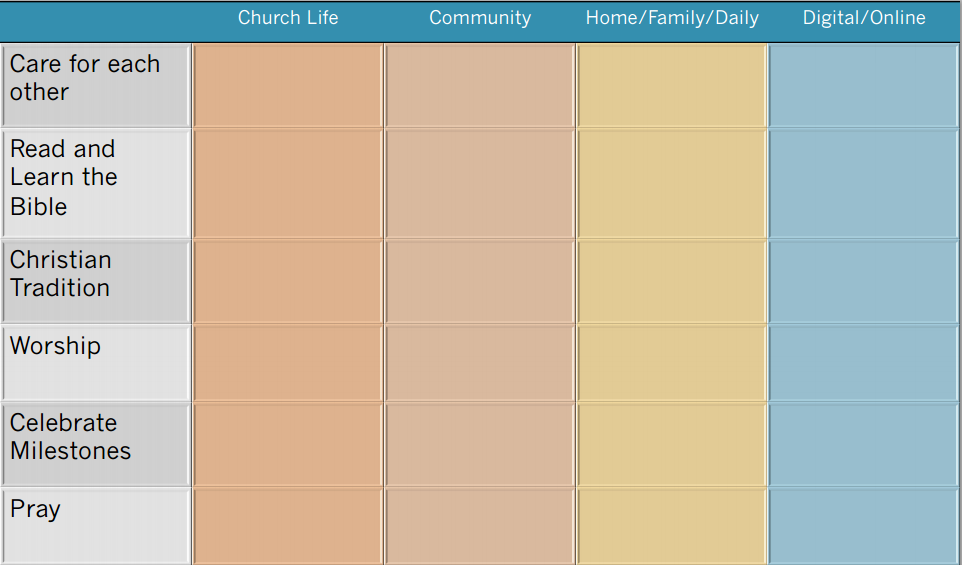 Church Life Community Home/Family/Daily Digital/Online
Care for each
other
Read and
Learn the
Bible
Christian
Tradition
Worship
Celebrate
Milestones
Pray